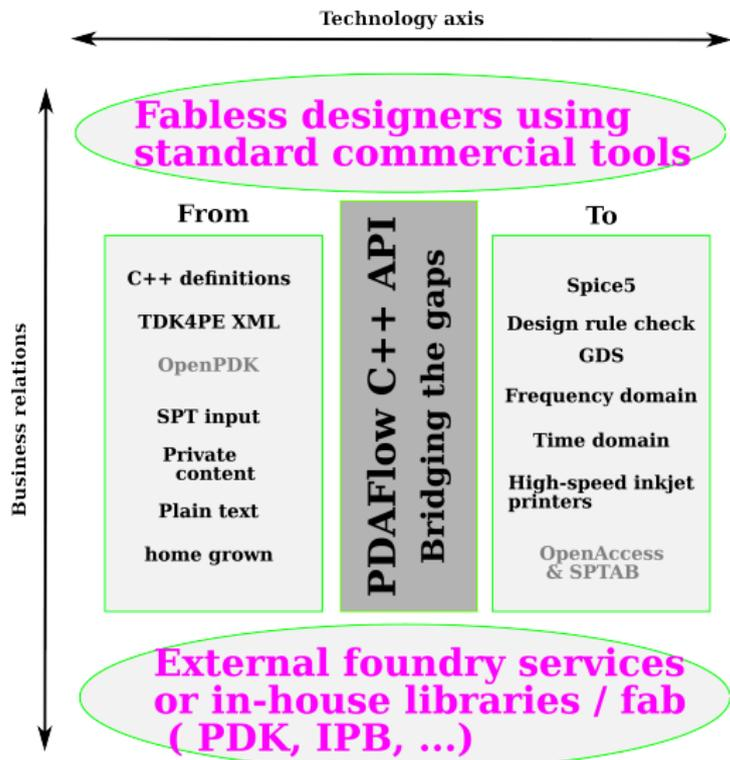 Technology axis
Fabless designers using
standard commercial tools
Business relations
From
C++ definitions
TDK4PE XML
OpenPDK
SPT input
Private
content
Plain text
home grown
PDAFlow C++ API
Bridging the gaps
To
Spice5
Design rule check
GDS
Frequency domain
Time domain
High-speed inkjet
printers
OpenAccess
& SPTAB
External foundry services
or in-house libraries / fab
( PDK, IPB, ...)